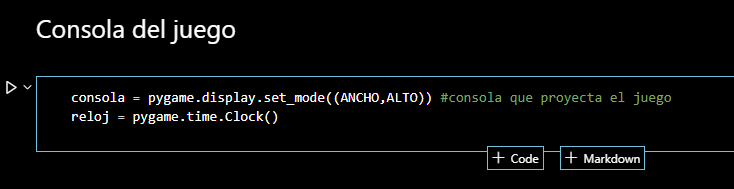 Consola del juego
consola = pygame.display.set_mode((ANCHO,ALTO)) #consola que proyecta el juego
reloj = pygame.time.Clock()
+ Code + Markdown